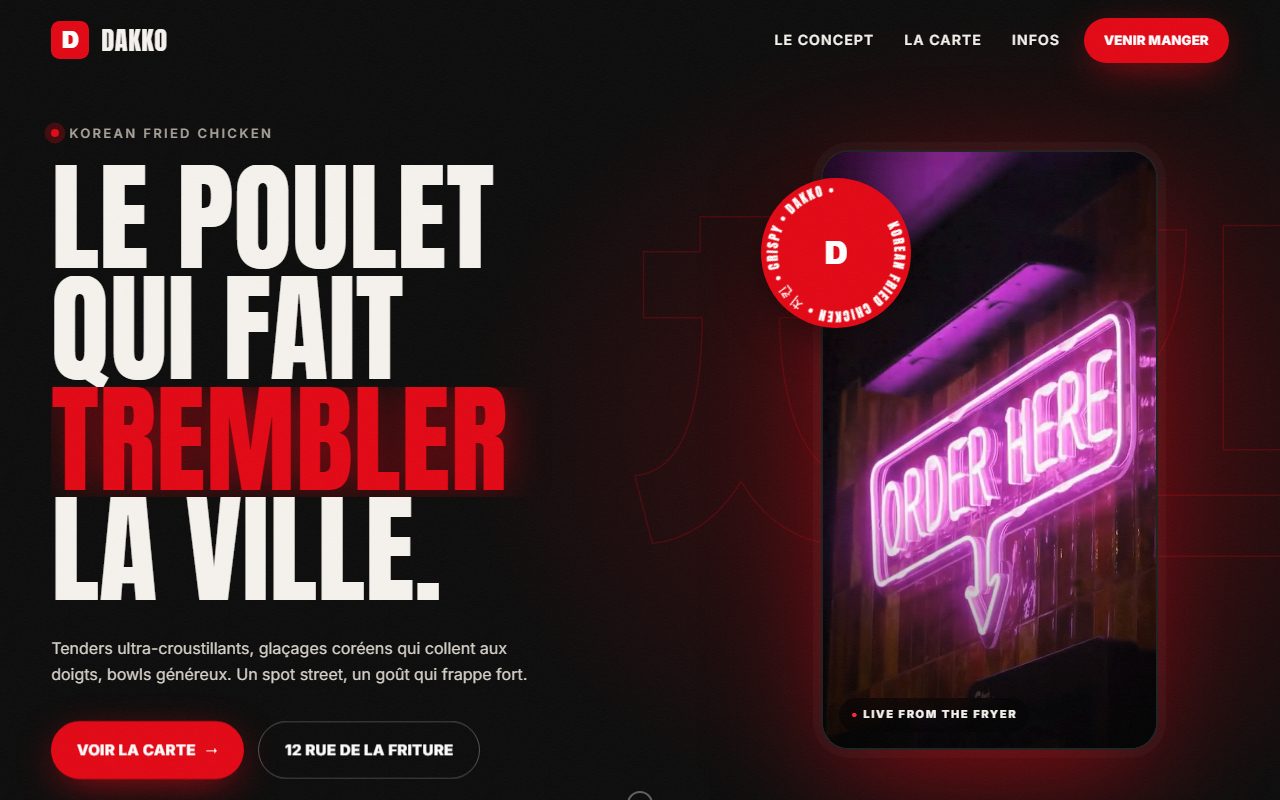 D DAKKO
LE CONCEPT
LA CARTE
INFOS
VENIR MANGER
KOREAN FRIED CHICKEN
LE POULET
QUI FAIT
TREMBLER
LA VILLE.
Tenders ultra-croustillants, glaçages coréens qui collent aux
doigts, bowls généreux. Un spot street, un goût qui frappe fort.
VOIR LA CARTE →
12 RUE DE LA FRITURE
KOREAN FRIED CHICKEN • 치킨 • CRISPY • DAKKO •
D
ORDER HERE
LIVE FROM THE FRYER